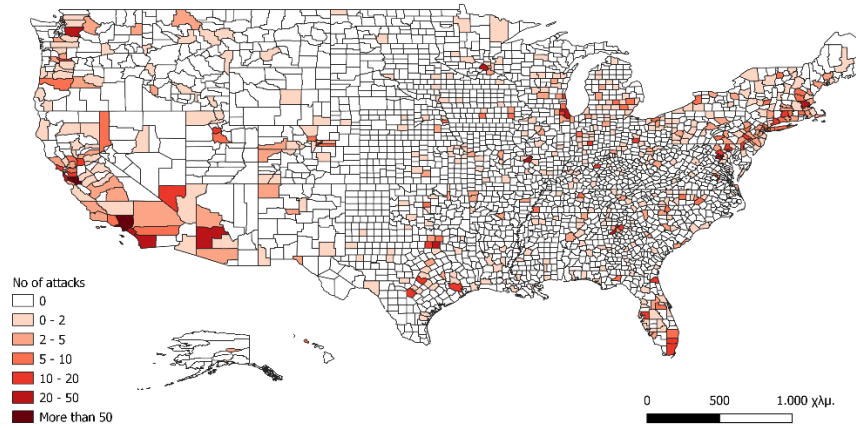 No of attacks
0
0 - 2
2 - 5
5 - 10
10 - 20
20 - 50
More than 50
0 500 1.000 χλμ.